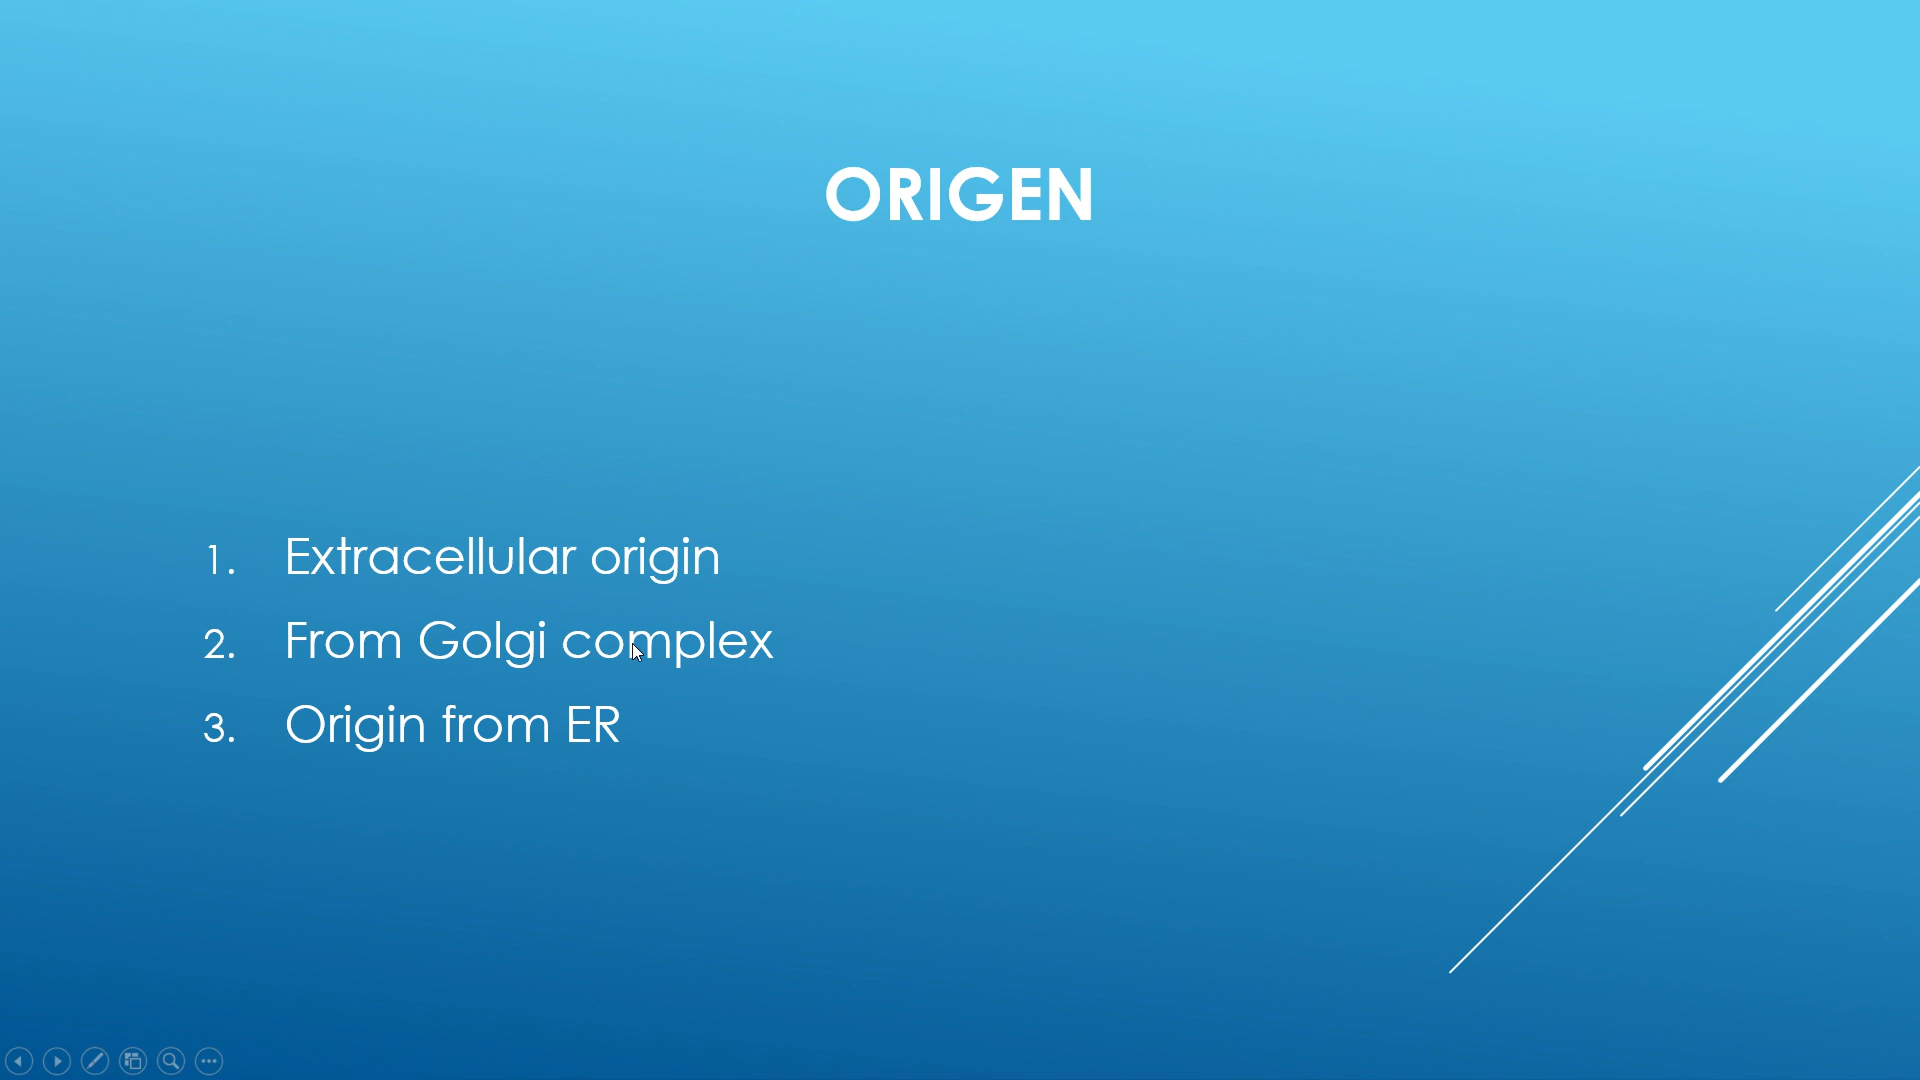 ORIGEN
1. Extracellular origin
2. From Golgi complex
3. Origin from ER